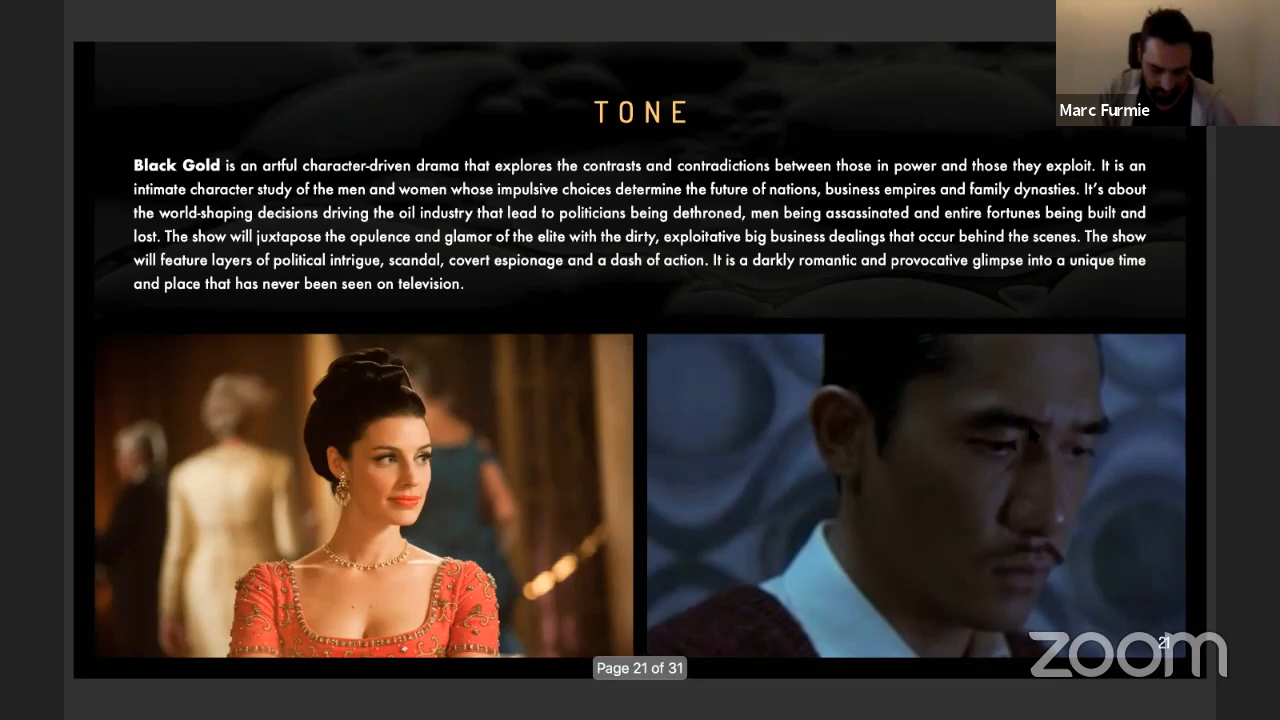 Marc Furmie
TONE
Black Gold is an artful character-driven drama that explores the contrasts and contradictions between those in power and those they exploit. It is an
intimate character study of the men and women whose impulsive choices determine the future of nations, business empires and family dynasties. It's about
the world-shaping decisions driving the oil industry that lead to politicians being dethroned, men being assassinated and entire fortunes being built and
lost. The show will juxtapose the opulence and glamor of the elite with the dirty, exploitative big business dealings that occur behind the scenes. The show
will feature layers of political intrigue, scandal, covert espionage and a dash of action. It is a darkly romantic and provocative glimpse into a unique time
and place that has never been seen on television.
21
zoom
Page 21 of 31